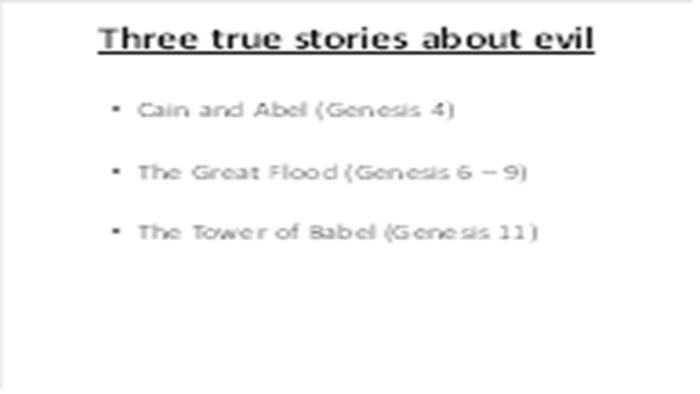 Three true stories about evil
• Cain and Abel (Genesis 4)
• The Great Flood (Genesis 6 – 9)
• The Tower of Babel (Genesis 11)